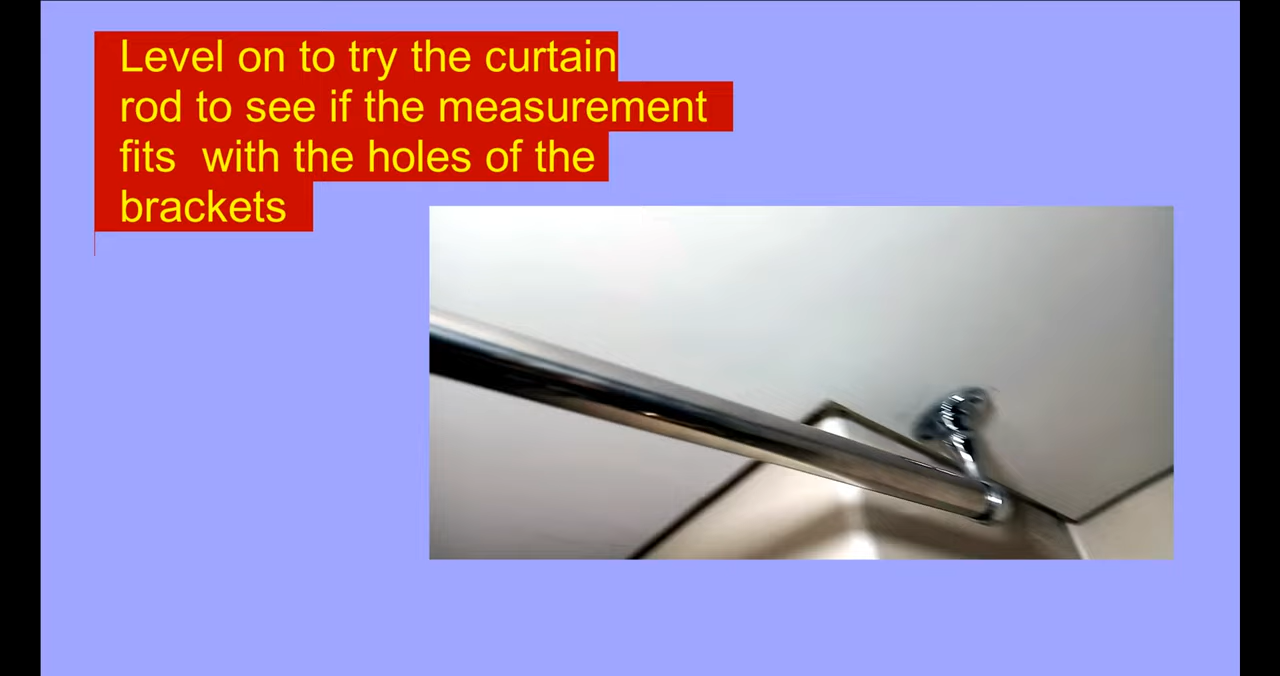 Level on to try the curtain
rod to see if the measurement
fits  with the holes of the
brackets